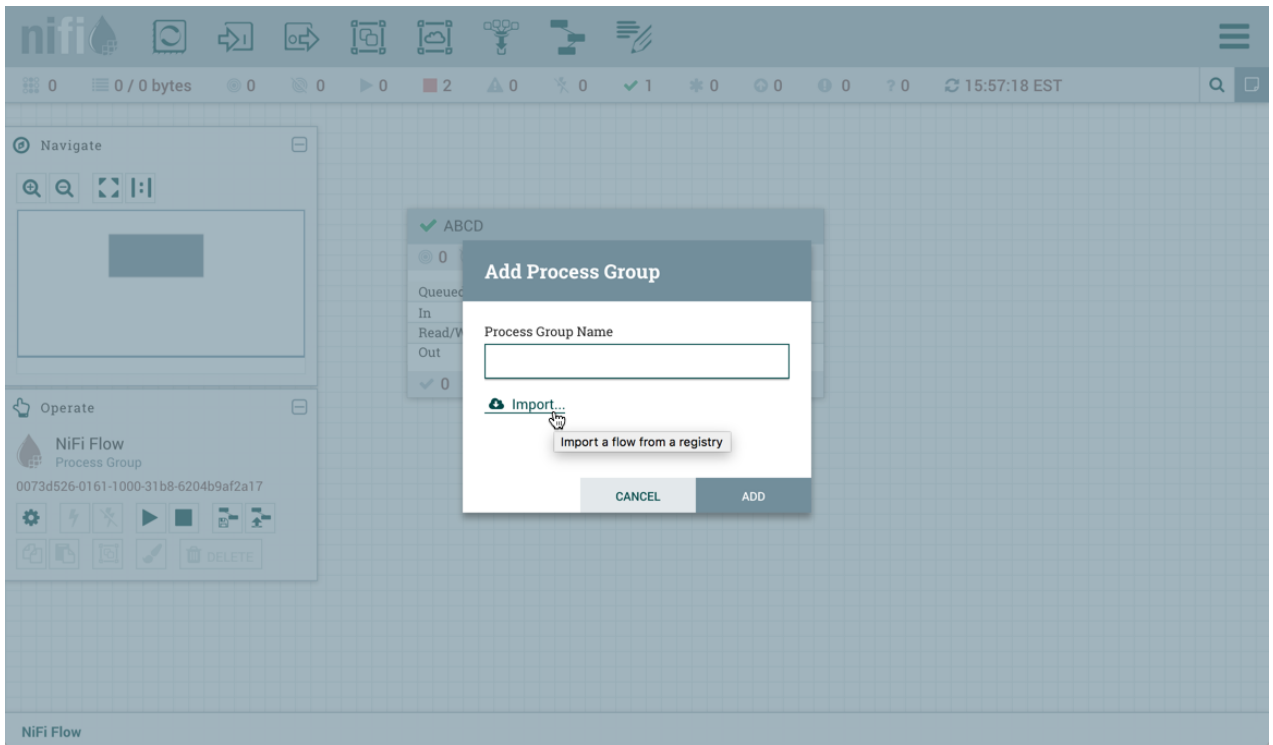 nifi
0
0 / 0 bytes
0
0
0
2
0
0
1
0
0
0
? 0
15:57:18 EST
Navigate
ABCD
0
Queued
In
Read/W
Out
0
Add Process Group
Process Group Name
Import...
Import a flow from a registry
CANCEL
ADD
Operate
NiFi Flow
Process Group
0073d526-0161-1000-31b8-6204b9af2a17
DELETE
NiFi Flow